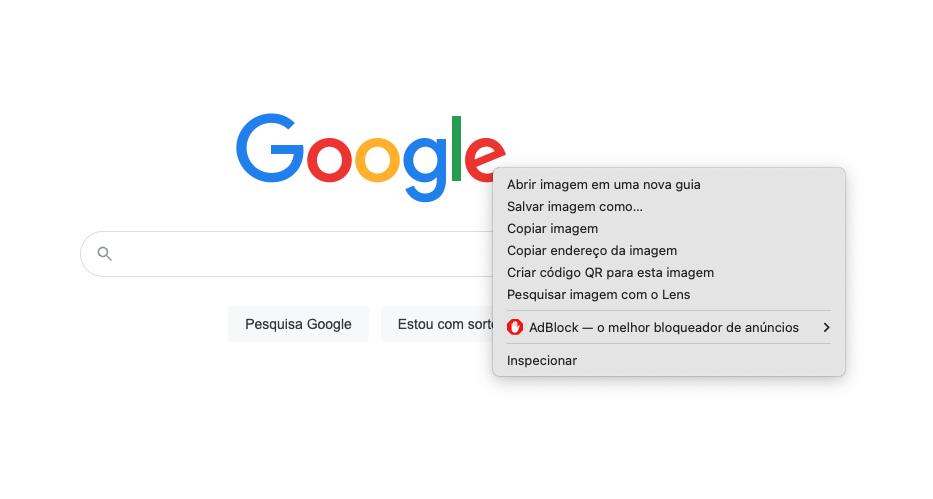 Google
Abrir imagem em uma nova guia
Salvar imagem como...
Copiar imagem
Copiar endereço da imagem
Criar código QR para esta imagem
Pesquisar imagem com o Lens
AdBlock — o melhor bloqueador de anúncios
Inspecionar
Pesquisa Google
Estou com sort